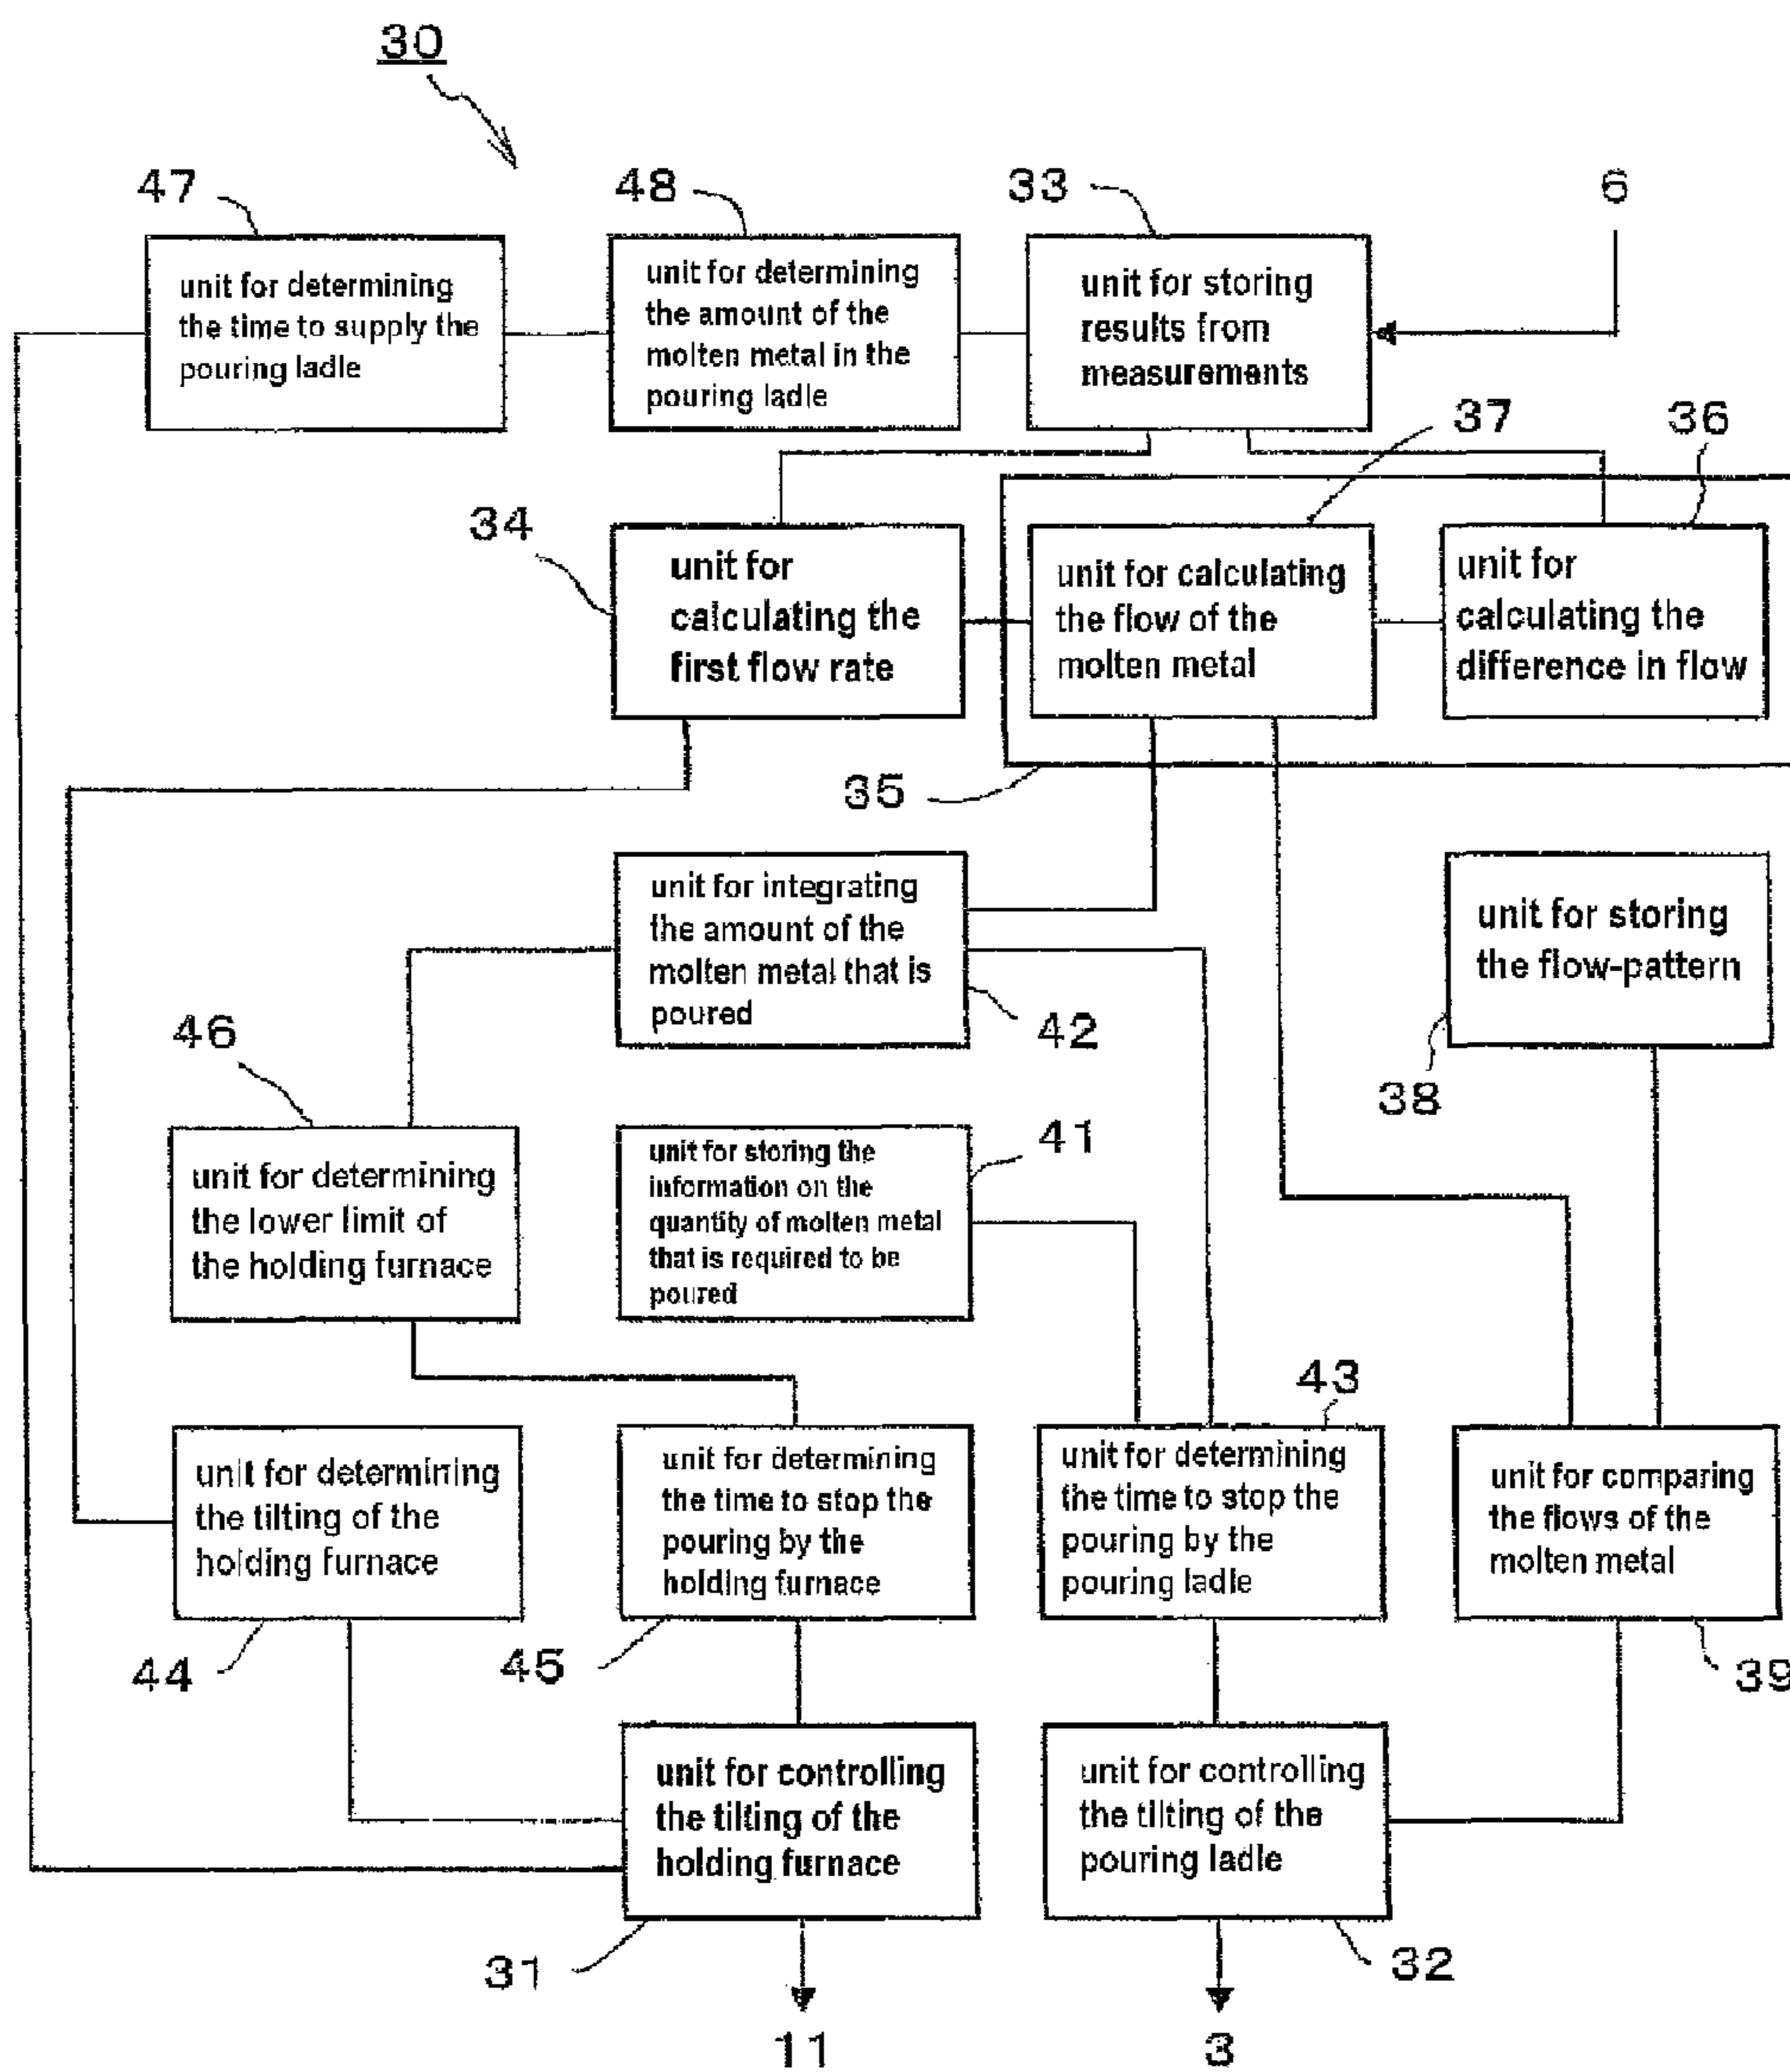 30
47
48
33
6
unit for determining
the time to supply the
pouring ladle
unit for determining
the amount of the
molten metal in the
pouring ladle
unit for storing
results from
measurements
37
36
34
unit for
calculating the
first flow rate
unit for calculating
the flow of the
molten metal
unit for
calculating the
difference in flow
35
unit for integrating
the amount of the
molten metal that is
poured
42
unit for storing
the flow-pattern
38
46
unit for determining
the lower limit of
the holding furnace
unit for storing the
information on the
quantity of molten metal
that is required to be
poured
41
43
unit for determining
the tilting of the
holding furnace
44
unit for determining
the time to stop the
pouring by the
holding furnace
45
unit for determining
the time to stop the
pouring by the
pouring ladle
unit for comparing
the flows of the
molten metal
39
unit for controlling
the tilting of the
holding furnace
31
unit for controlling
the tilting of the
pouring ladle
32
11
3